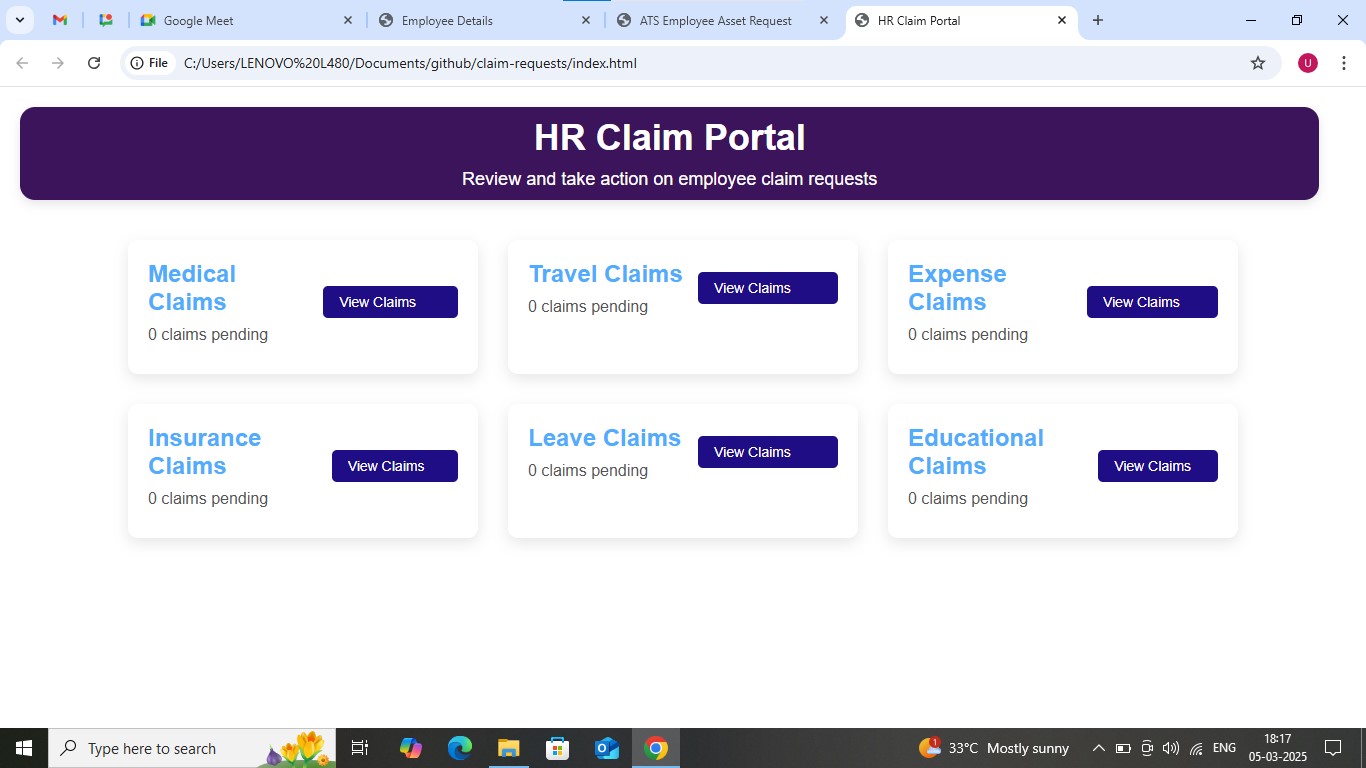 Google Meet
Employee Details
ATS Employee Asset Request
HR Claim Portal
File
C:/Users/LENOVO%20L480/Documents/github/claim-requests/index.html
U
HR Claim Portal
Review and take action on employee claim requests
Medical
Claims
0 claims pending
View Claims
Travel Claims
0 claims pending
View Claims
Expense
Claims
0 claims pending
View Claims
Insurance
Claims
0 claims pending
View Claims
Leave Claims
0 claims pending
View Claims
Educational
Claims
0 claims pending
View Claims
Type here to search
1
33°C Mostly sunny
ENG
18:17
05-03-2025